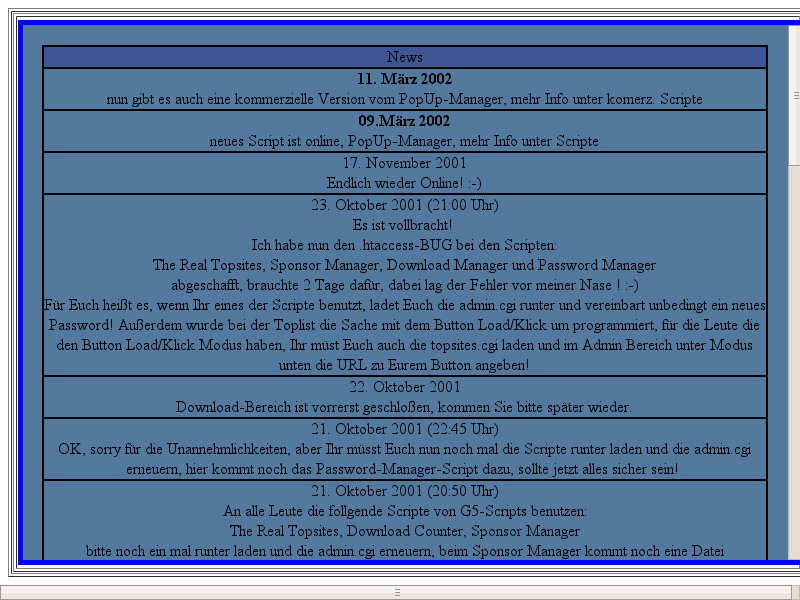 News
11. März 2002
nun gibt es auch eine kommerzielle Version vom PopUp-Manager, mehr Info unter komerz. Scripte
09.März 2002
neues Script ist online, PopUp-Manager, mehr Info unter Scripte
17. November 2001
Endlich wieder Online! :-)
23. Oktober 2001 (21:00 Uhr)
Es ist vollbracht!
Ich habe nun den .htaccess-BUG bei den Scripten:
The Real Topsites, Sponsor Manager, Download Manager und Password Manager
abgeschafft, brauchte 2 Tage dafür, dabei lag der Fehler vor meiner Nase ! :-)
Für Euch heißt es, wenn Ihr eines der Scripte benutzt, ladet Euch die admin.cgi runter und vereinbart unbedingt ein neues
Password! Außerdem wurde bei der Toplist die Sache mit dem Button Load/Klick um programmiert, für die Leute die
den Button Load/Klick Modus haben, Ihr müst Euch auch die topsites.cgi laden und im Admin Bereich unter Modus
unten die URL zu Eurem Button angeben!
22. Oktober 2001
Download-Bereich ist vorrerst geschloßen, kommen Sie bitte später wieder.
21. Oktober 2001 (22:45 Uhr)
OK, sorry für die Unannehmlichkeiten, aber Ihr müsst Euch nun noch mal die Scripte runter laden und die admin.cgi
erneuern, hier kommt noch das Password-Manager-Script dazu, sollte jetzt alles sicher sein!
21. Oktober 2001 (20:50 Uhr)
An alle Leute die follgende Scripte von G5-Scripts benutzen:
The Real Topsites, Download Counter, Sponsor Manager
bitte noch ein mal runter laden und die admin.cgi erneuern, beim Sponsor Manager kommt noch eine Datei